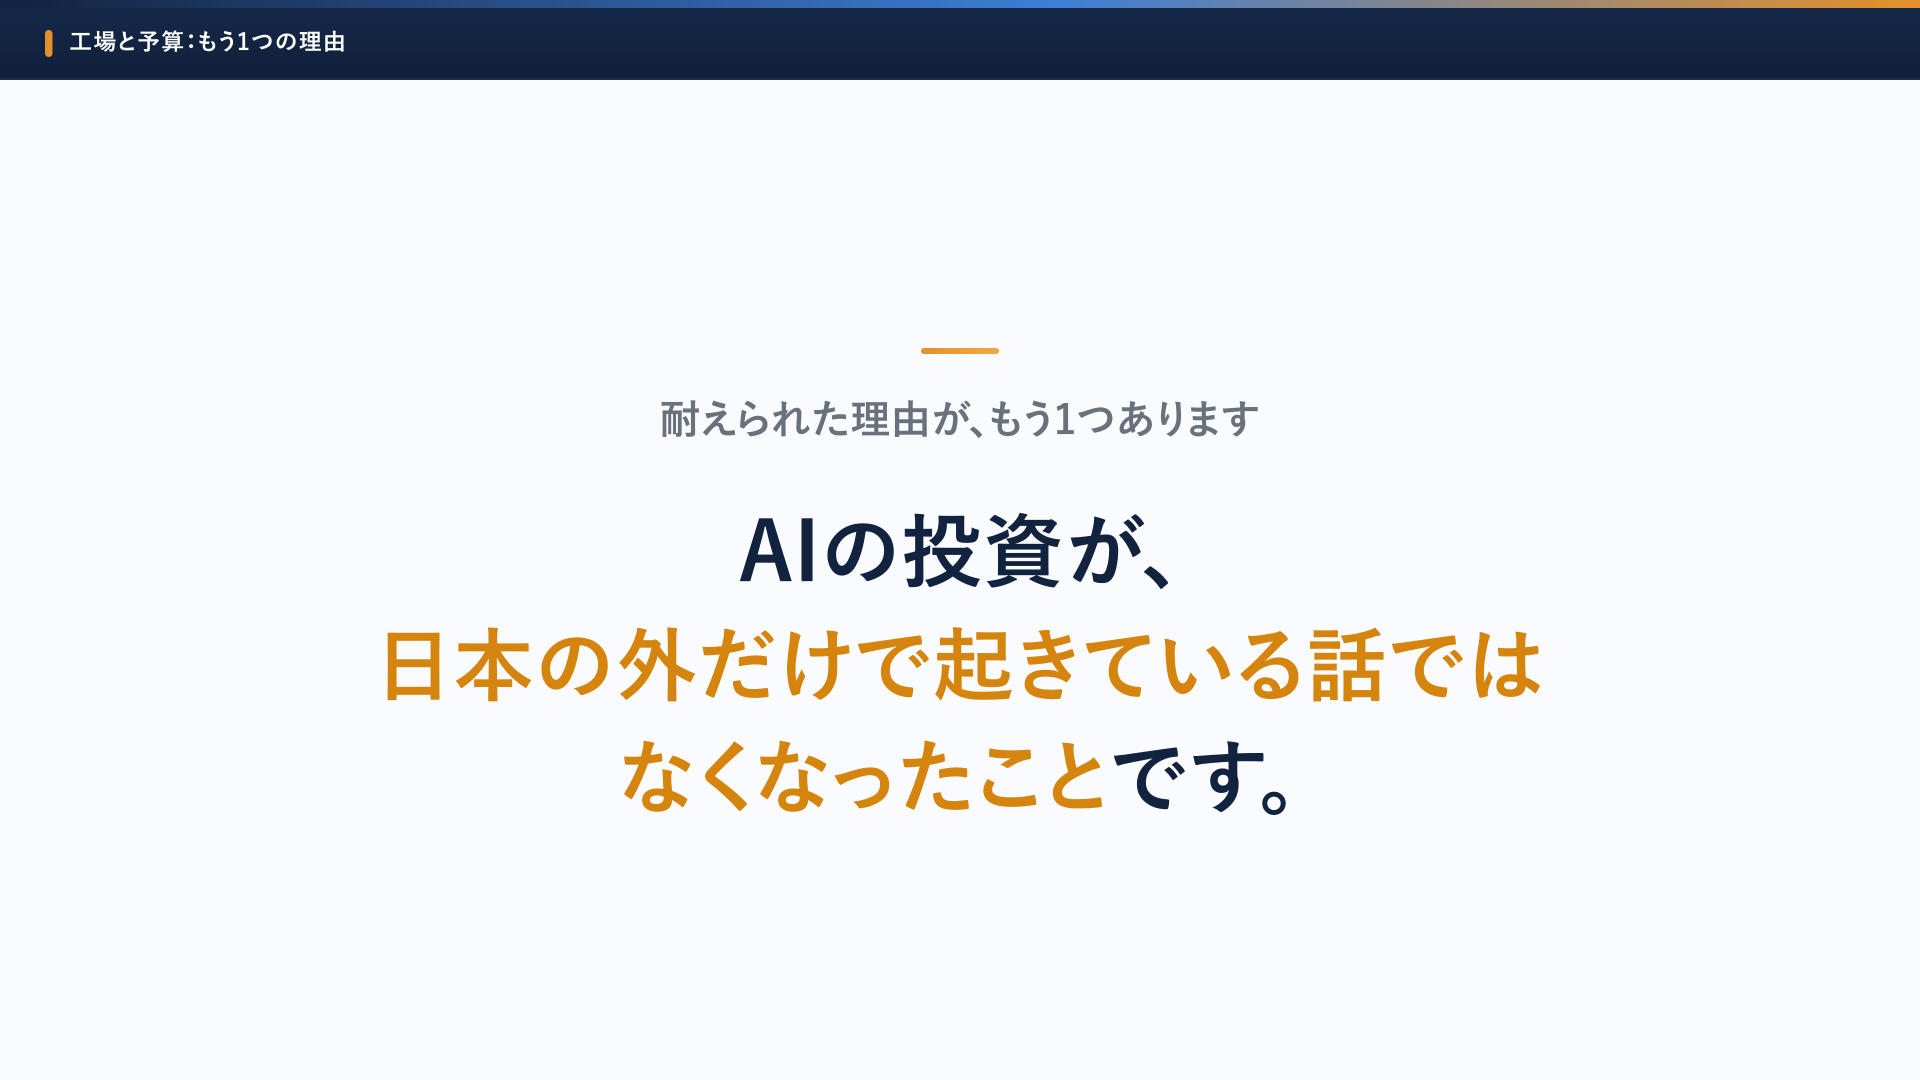 工場と予算：もう1つの理由
耐えられた理由が、もう1つあります
AIの投資が、
日本の外だけで起きている話では
なくなったことです。